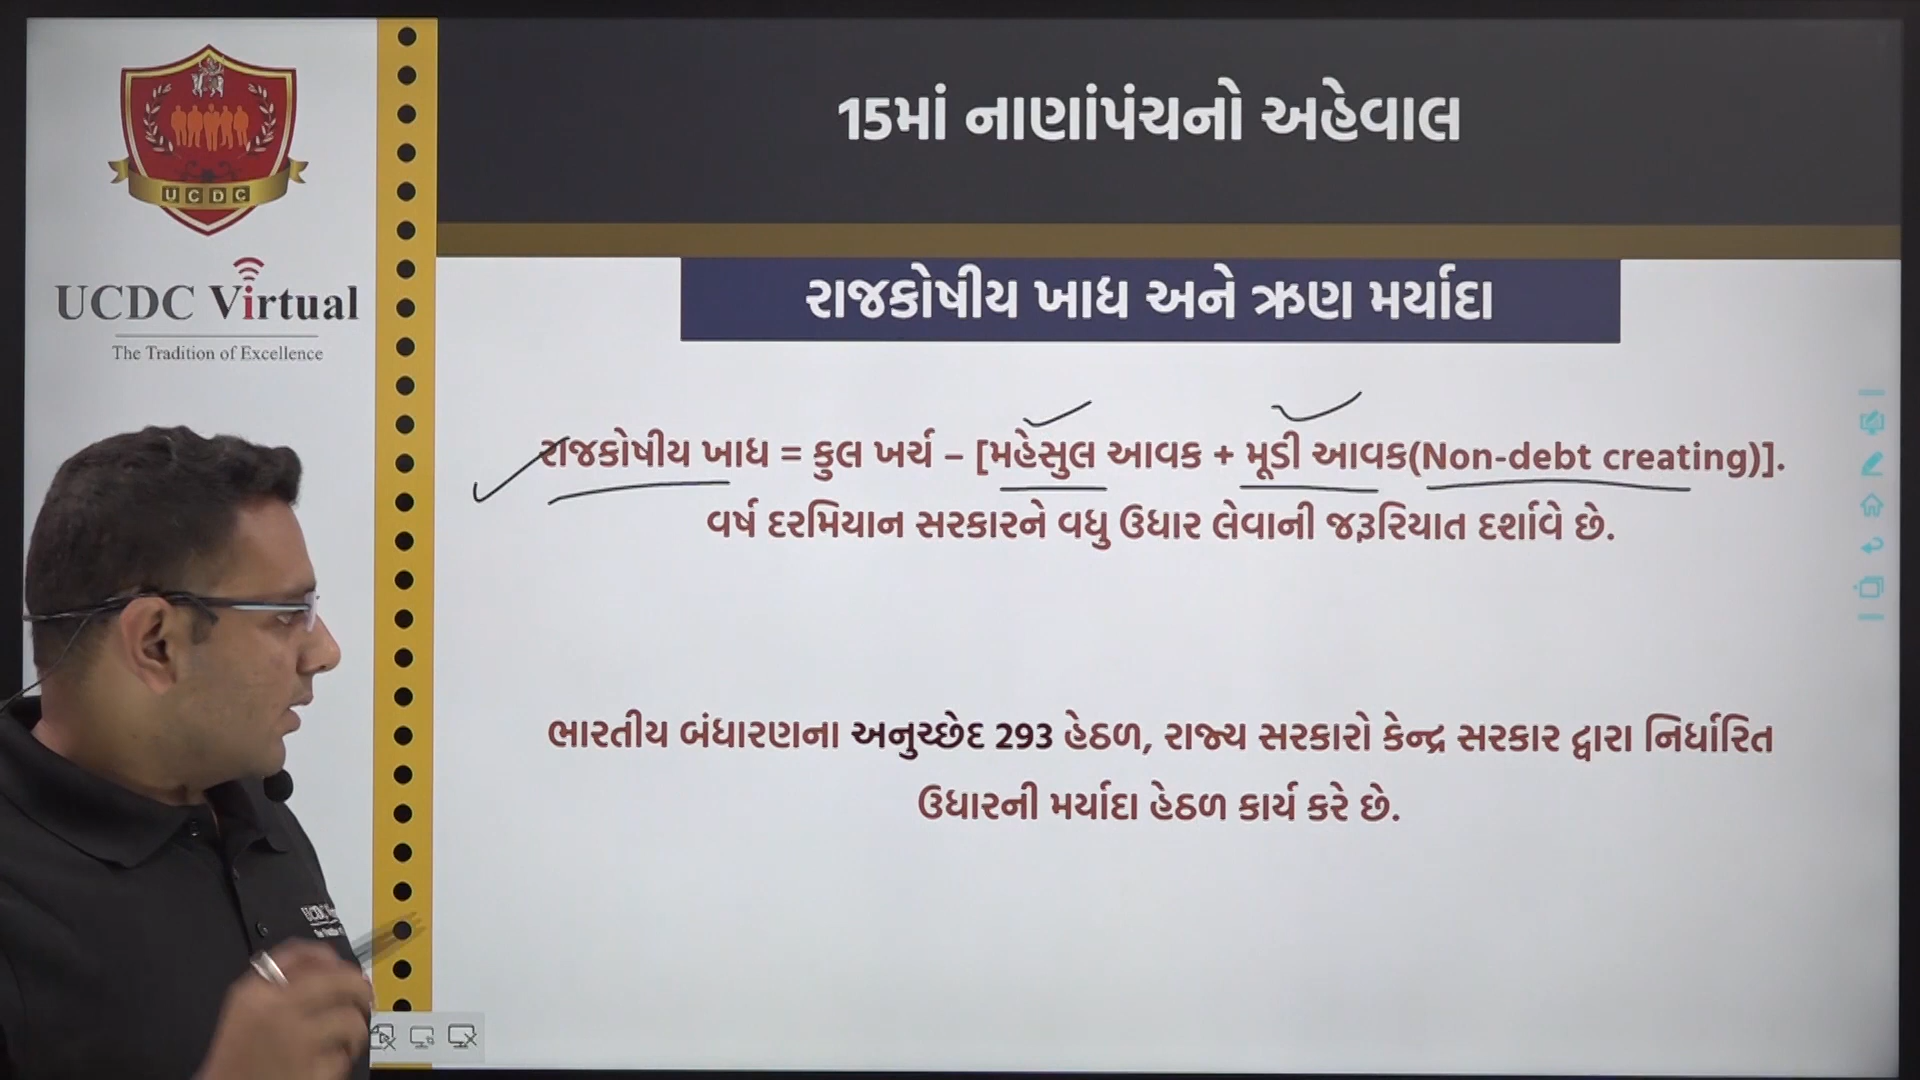 15માં નાણાંપંચનો અહેવાલ
UCDC
UCDC Virtual
The Tradition of Excellence
રાજકોષીય ખાદ્ય અને ઋણ મર્યાદા
રાજકોષીય ખાદ્ય = કુલ ખર્ચ – [મહેસુલ આવક + મૂડી આવક(Non-debt creating)].
વર્ષ દરમિયાન સરકારને વધુ ઉધાર લેવાની જરૂરિયાત દર્શાવે છે.
ભારતીય બંધારણના અનુચ્છેદ 293 હેઠળ, રાજ્ય સરકારો કેન્દ્ર સરકાર દ્વારા નિર્ધારિત
ઉધારની મર્યાદા હેઠળ કાર્ય કરે છે.